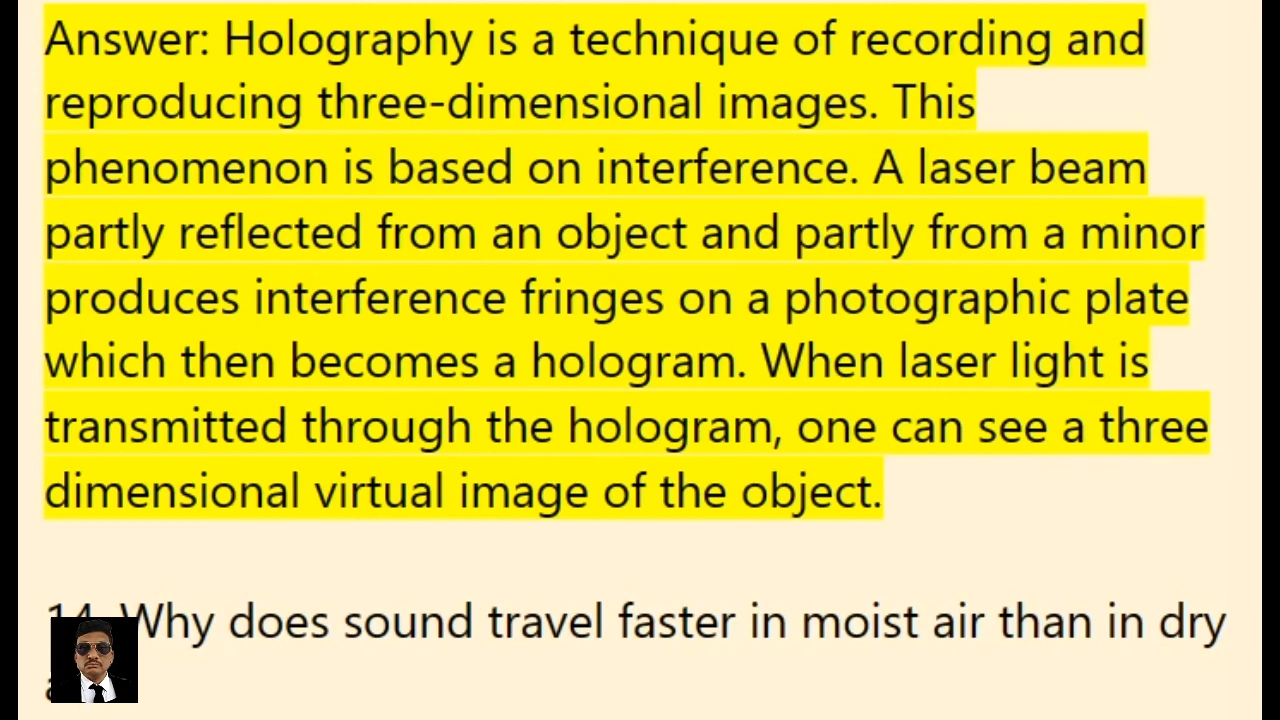 Answer: Holography is a technique of recording and
reproducing three-dimensional images. This
phenomenon is based on interference. A laser beam
partly reflected from an object and partly from a minor
produces interference fringes on a photographic plate
which then becomes a hologram. When laser light is
transmitted through the hologram, one can see a three
dimensional virtual image of the object.
14. Why does sound travel faster in moist air than in dry